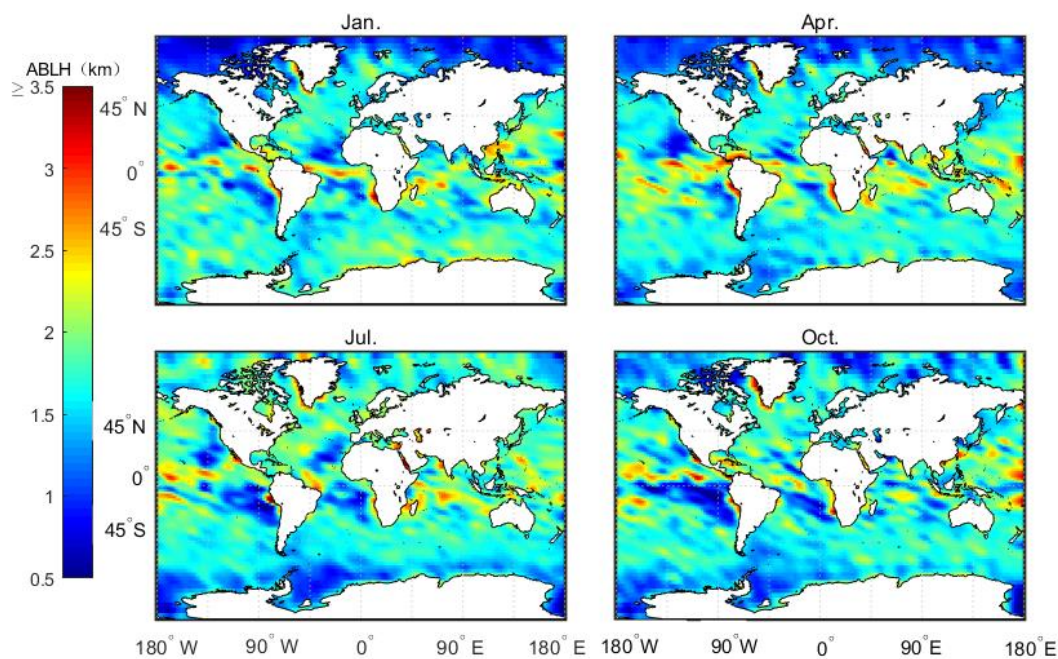 Jan.
Apr.
ABLH（km）
≥
3.5
3
2.5
2
1.5
1
0.5
45° N
0°
45° S
Jul.
Oct.
45°N
0°
45°S
180° W
90° W
0°
90° E
180° E
180° W
90° W
0°
90° E
180° E